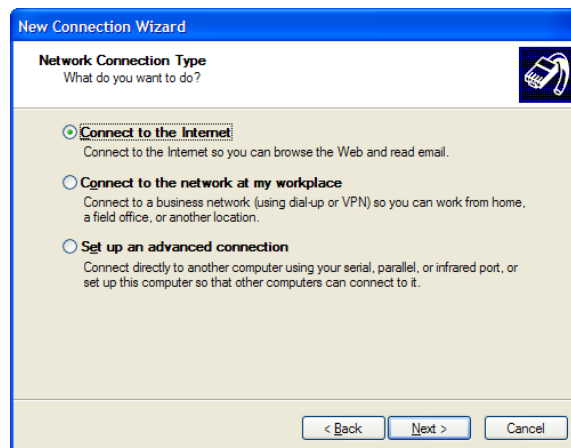 New Connection Wizard
Network Connection Type
What do you want to do?
Connect to the Internet
Connect to the Internet so you can browse the Web and read email.
Connect to the network at my workplace
Connect to a business network (using dial-up or VPN) so you can work from home,
a field office, or another location.
Set up an advanced connection
Connect directly to another computer using your serial, parallel, or infrared port, or
set up this computer so that other computers can connect to it.
< Back
Next >
Cancel